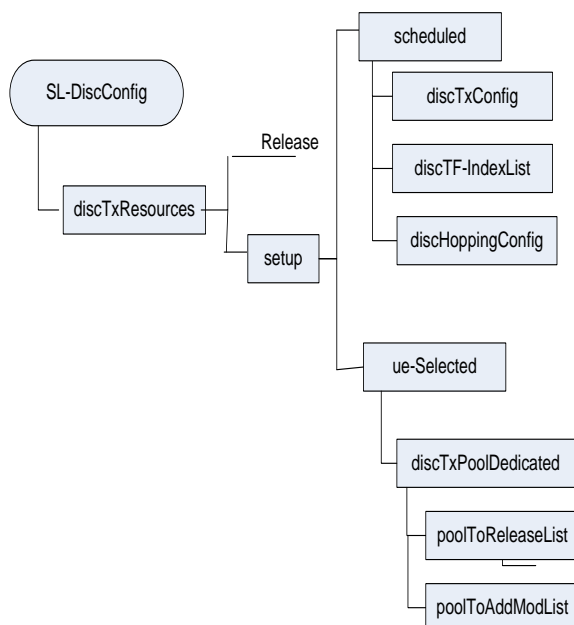 scheduled
SL-DiscConfig
discTxConfig
Release
discTF-IndexList
discTxResources
discHoppingConfig
setup
ue-Selected
discTxPoolDedicated
poolToReleaseList
poolToAddModList